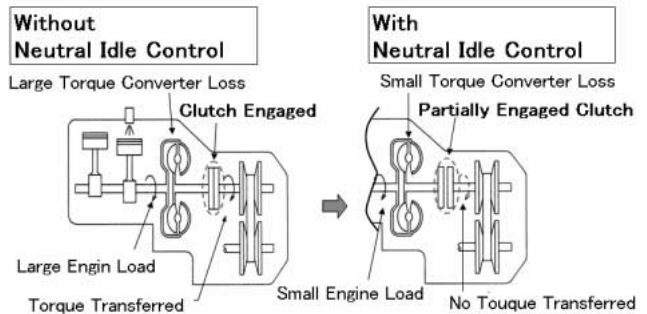 Without
Neutral Idle Control
Large Torque Converter Loss
Clutch Engaged
Large Engin Load
Torque Transferred
With
Neutral Idle Control
Small Torque Converter Loss
Partially Engaged Clutch
Small Engine Load
No Touque Transferred